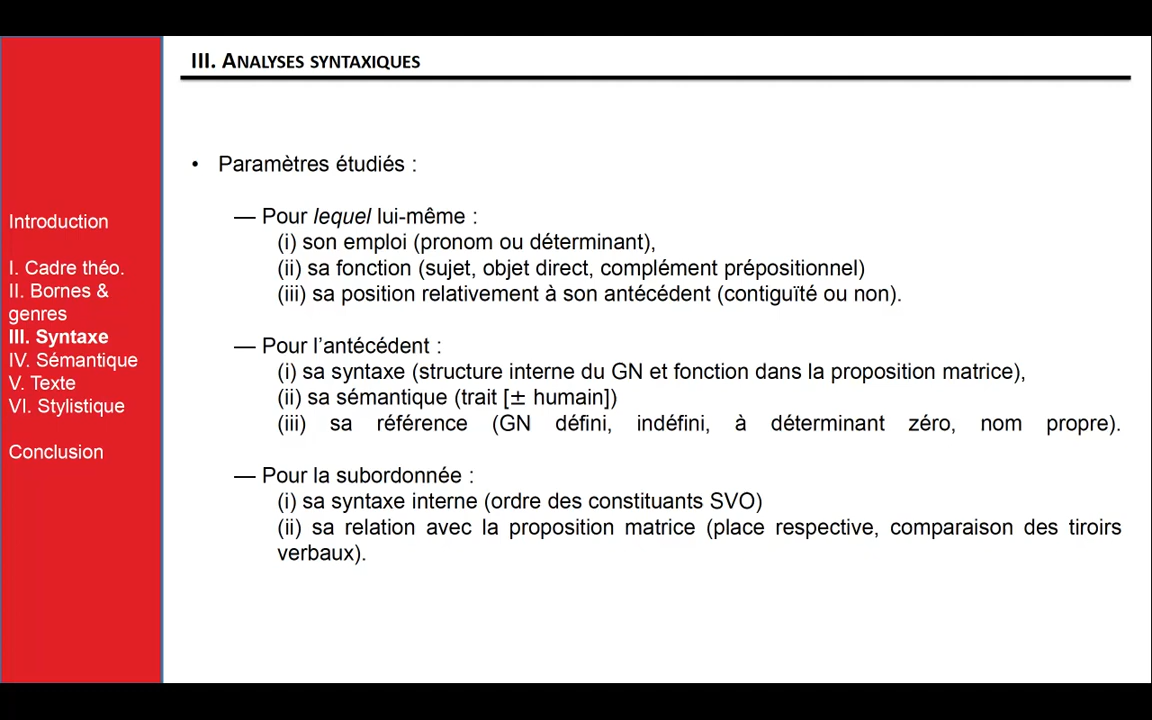 III. ANALYSES SYNTAXIQUES
• Paramètres étudiés :
— Pour lequel lui-même :
(i) son emploi (pronom ou déterminant),
(ii) sa fonction (sujet, objet direct, complément prépositionnel)
(iii) sa position relativement à son antécédent (contiguïté ou non).
— Pour l’antécédent :
(i) sa syntaxe (structure interne du GN et fonction dans la proposition matrice),
(ii) sa sémantique (trait [± humain])
(iii) sa référence (GN défini, indéfini, à déterminant zéro, nom propre).
— Pour la subordonnée :
(i) sa syntaxe interne (ordre des constituants SVO)
(ii) sa relation avec la proposition matrice (place respective, comparaison des tiroirs
verbaux).
Introduction
I. Cadre théo.
II. Bornes &
genres
III. Syntaxe
IV. Sémantique
V. Texte
VI. Stylistique
Conclusion